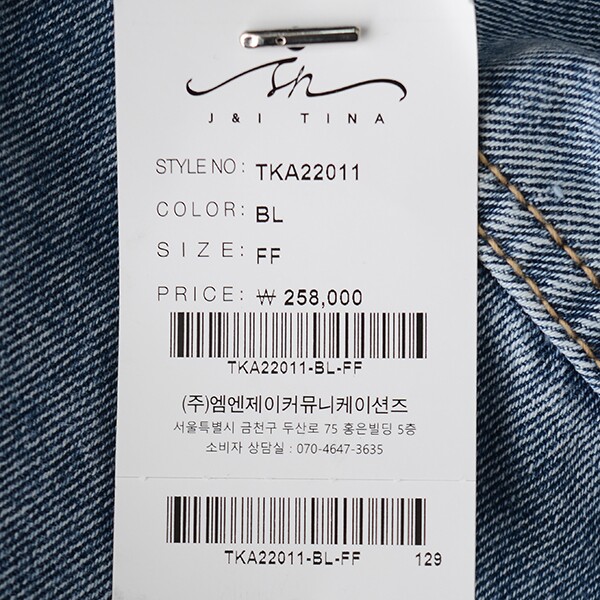 J & I TINA
STYLE NO : TKA22011
COLOR: BL
SIZE: FF
PRICE: ₩ 258,000
TKA22011-BL-FF
(주)엠엔제이커뮤니케이션즈
서울특별시 금천구 두산로 75 홍은빌딩 5층
소비자 상담실 : 070-4647-3635
TKA22011-BL-FF 129